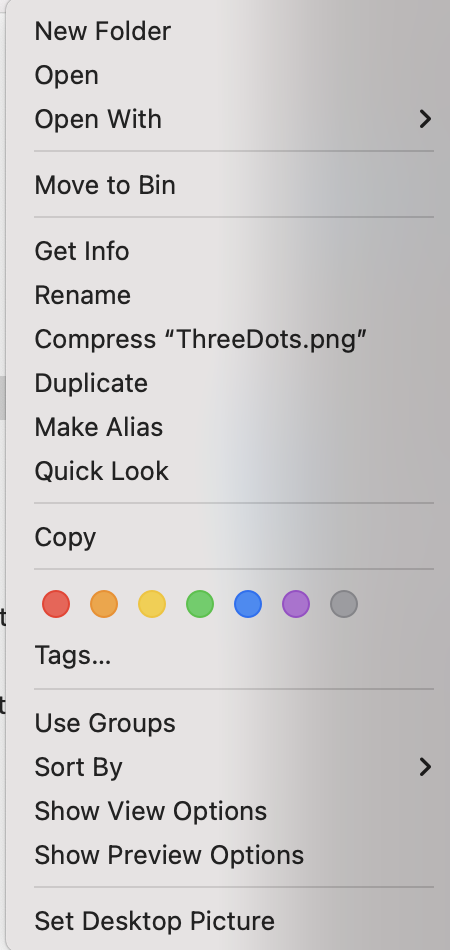 New Folder
Open
Open With
Move to Bin
Get Info
Rename
Compress “ThreeDots.png”
Duplicate
Make Alias
Quick Look
Copy
Tags...
Use Groups
Sort By
Show View Options
Show Preview Options
Set Desktop Picture